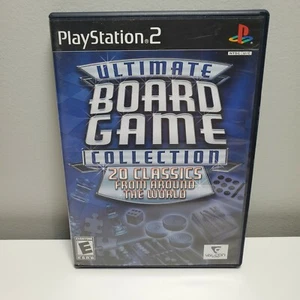 PlayStation 2
ULTIMATE
BOARD
GAME
COLLECTION
20 CLASSICS
FROM AROUND
THE WORLD
E